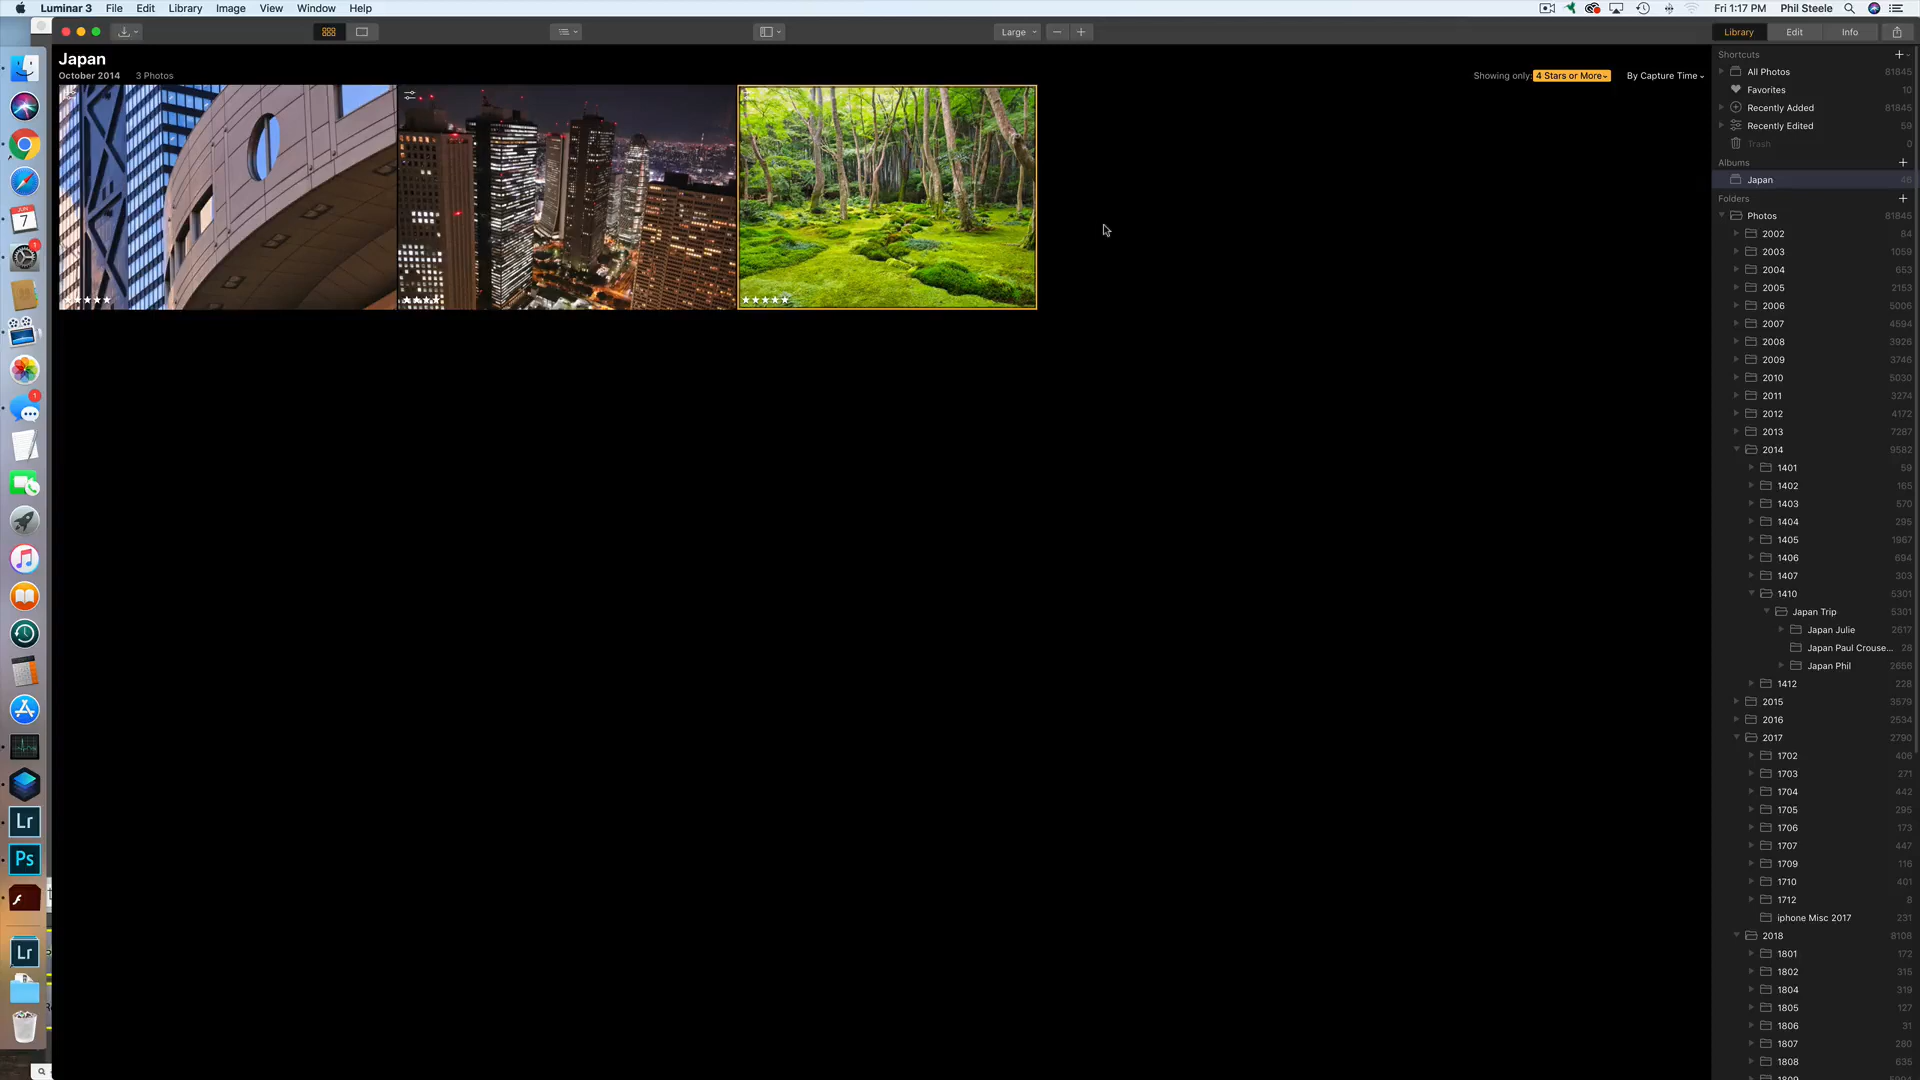 Luminar 3 File Edit Library Image View Window Help Fri 1:17 PM Phil Steele
Large Library Edit Info
Japan
October 2014 3 Photos Showing only: 4 Stars or More By Capture Time
Shortcuts
All Photos 81845
Favorites 10
Recently Added 81845
Recently Edited 59
Trash 0
Albums
Japan 46
Folders
Photos 81845
2002 84
2003 1059
2004 653
2005 2153
2006 5006
2007 4594
2008 3926
2009 3746
2010 5030
2011 3274
2012 4172
2013 7287
2014 9582
1401 59
1402 165
1403 570
1404 295
1405 1967
1406 694
1407 303
1410 5301
Japan Trip 5301
Japan Julie 2617
Japan Paul Crouse... 28
Japan Phil 2656
1412 228
2015 3579
2016 2534
2017 2790
1702 406
1703 271
1704 442
1705 295
1706 173
1707 447
1709 116
1710 401
1712 8
iphone Misc 2017 231
2018 8108
1801 172
1802 315
1804 319
1805 127
1806 31
1807 280
1808 635
JUN
7
1
1
Lr
Ps
Lr